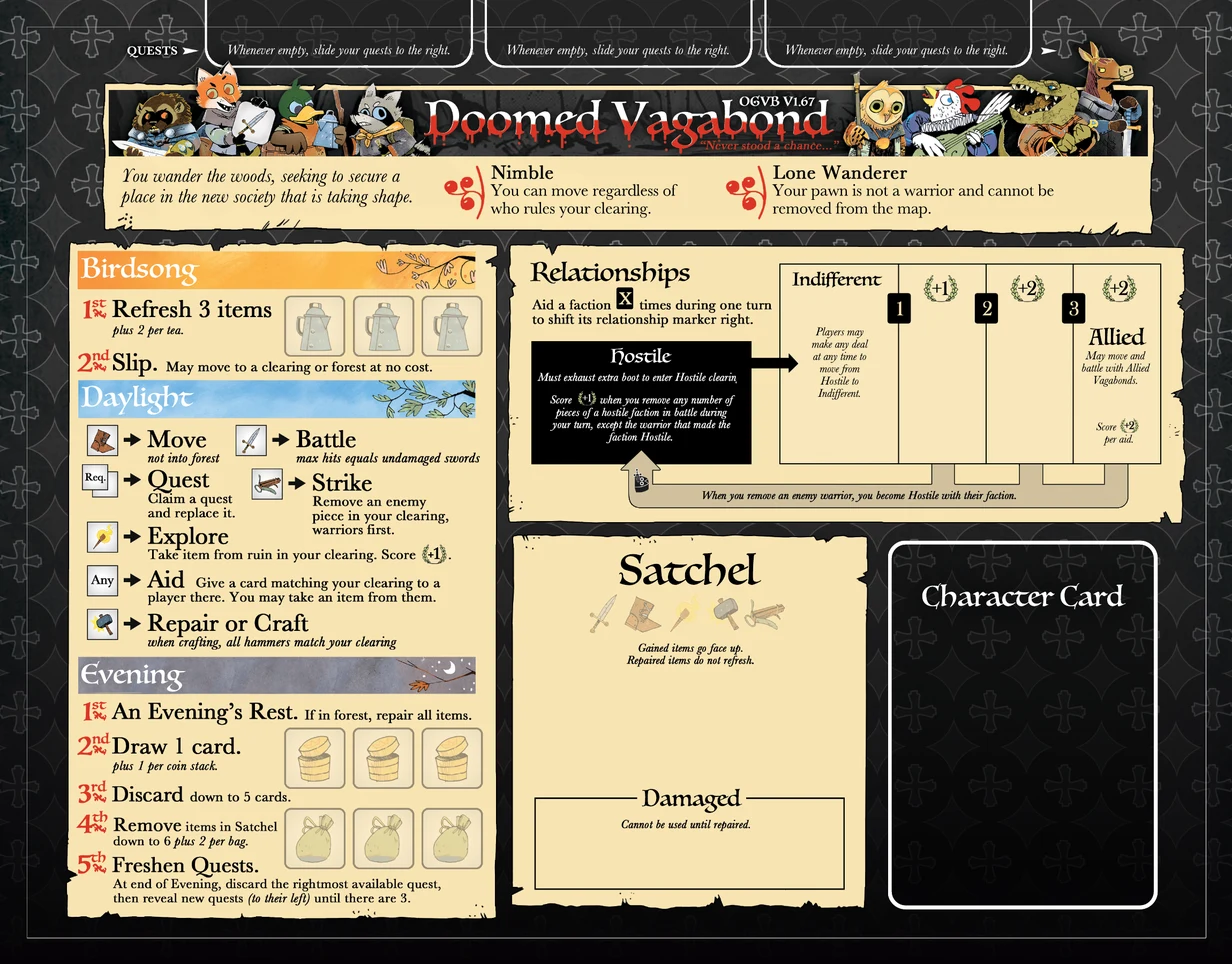 QUESTS
Whenever empty, slide your quests to the right.
Whenever empty, slide your quests to the right.
Whenever empty, slide your quests to the right.
OGVB V1.67
Doomed Vagabond
"Never stood a chance..."
You wander the woods, seeking to secure a
place in the new society that is taking shape.
Nimble
You can move regardless of
who rules your clearing.
Lone Wanderer
Your pawn is not a warrior and cannot be
removed from the map.
Birdsong
1st Refresh 3 items
plus 2 per tea.
2nd Slip. May move to a clearing or forest at no cost.
Daylight
Move
not into forest
Battle
max hits equals undamaged swords
Req.
Quest
Claim a quest
and replace it.
Strike
Remove an enemy
piece in your clearing,
warriors first.
Explore
Take item from ruin in your clearing. Score +1.
Any
Aid Give a card matching your clearing to a
player there. You may take an item from them.
Repair or Craft
when crafting, all hammers match your clearing
Evening
1st An Evening's Rest. If in forest, repair all items.
2nd Draw 1 card.
plus 1 per coin stack.
3rd Discard down to 5 cards.
4th Remove items in Satchel
down to 6 plus 2 per bag.
5th Freshen Quests.
At end of Evening, discard the rightmost available quest,
then reveal new quests (to their left) until there are 3.
Relationships
Aid a faction X times during one turn
to shift its relationship marker right.
Hostile
Must exhaust extra boot to enter Hostile clearin
Score +1 when you remove any number of
pieces of a hostile faction in battle during
your turn, except the warrior that made the
faction Hostile.
Indifferent
Players may
make any deal
at any time to
move from
Hostile to
Indifferent.
1
+1
2
+2
3
+2
Allied
May move and
battle with Allied
Vagabonds.
Score +2
per aid.
When you remove an enemy warrior, you become Hostile with their faction.
Satchel
Gained items go face up.
Repaired items do not refresh.
Damaged
Cannot be used until repaired.
Character Card